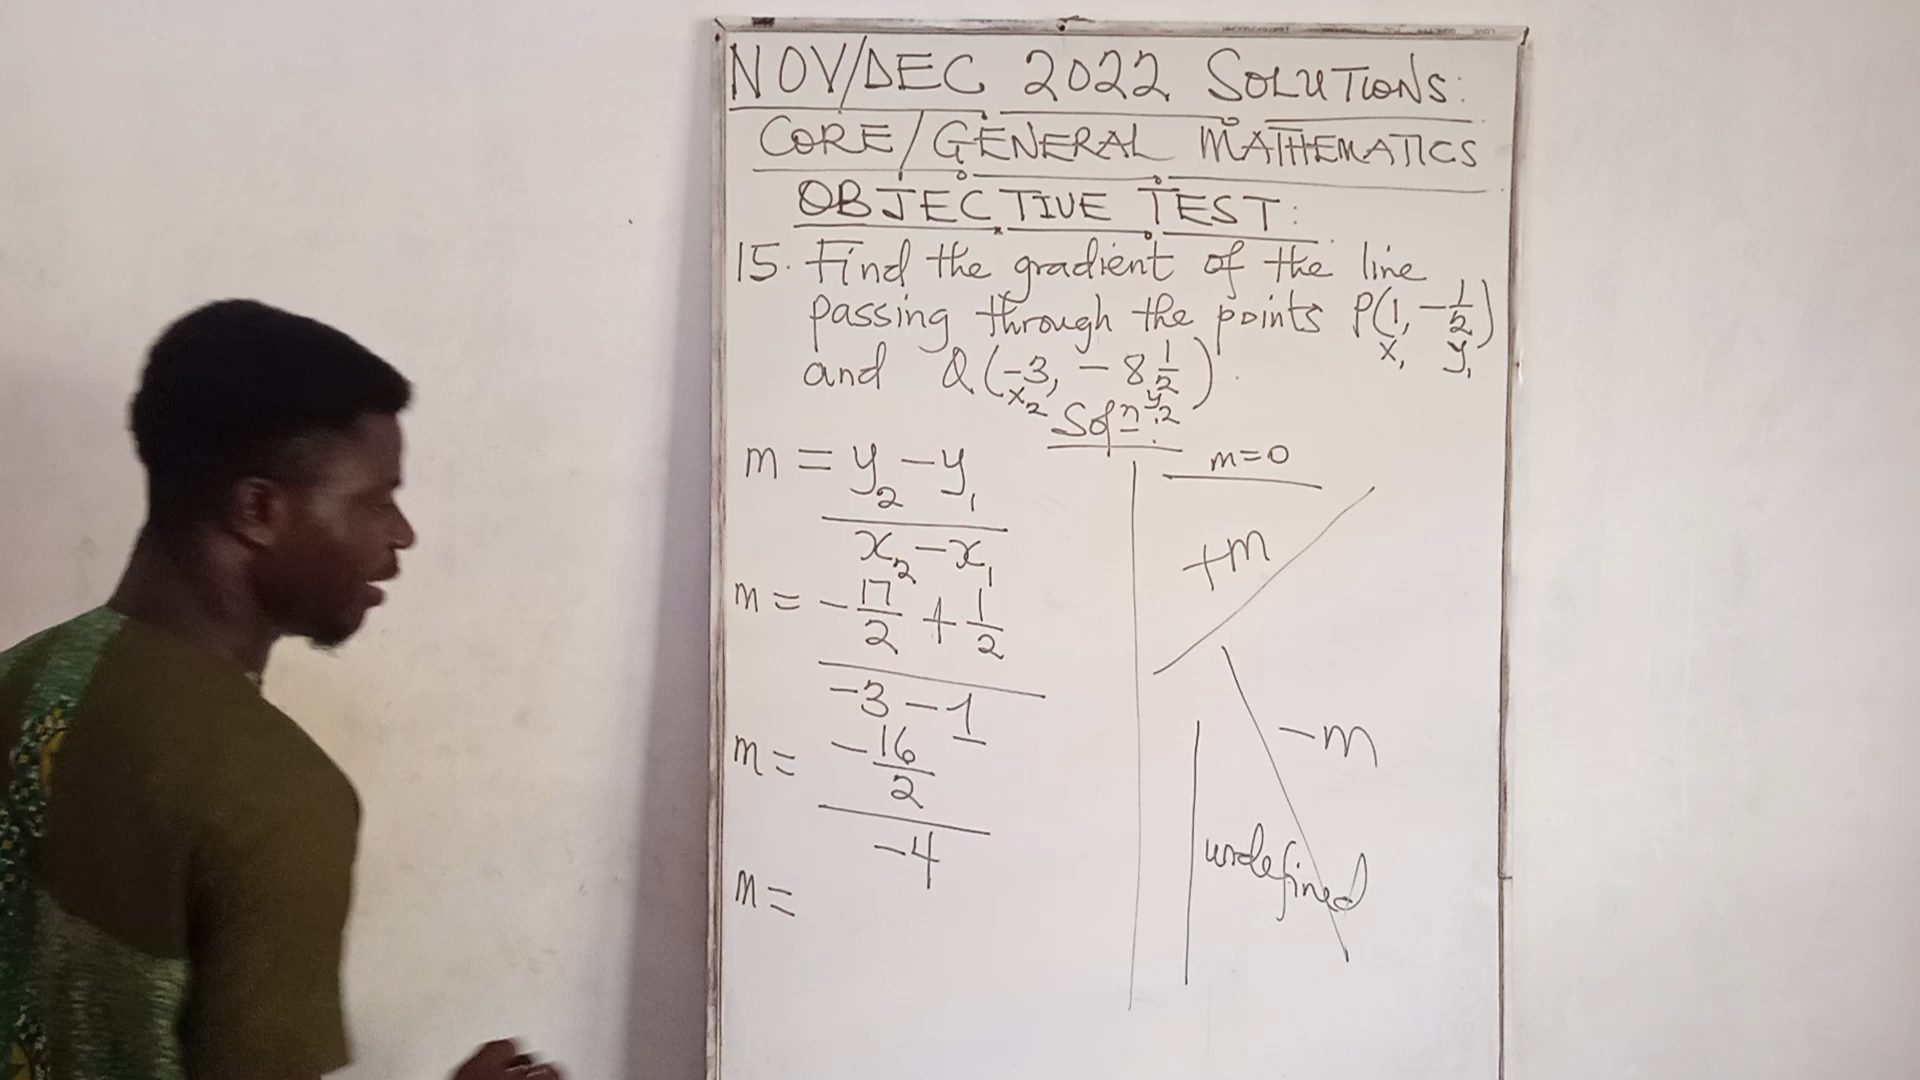 NOV/DEC 2022 SOLUTIONS:
CORE/GENERAL MATHEMATICS
OBJECTIVE TEST:
15. Find the gradient of the line
passing through the points P(1, -1/2)
x₁ y₁
and Q(-3, -8 1/2).
x₂ y₂
Soln:
m = y₂ - y₁
x₂ - x₁
m = -17/2 + 1/2
-3 - 1
m = -16/2
-4
m =
m=0
+m
-m
undefined